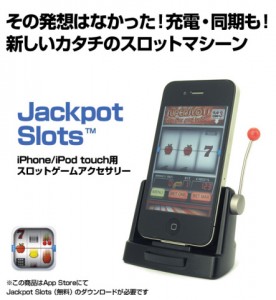 その発想はなかった！充電・同期も！
新しいカタチのスロットマシーン
Jackpot
Slots™
iPhone/iPod touch用
スロットゲームアクセサリー
※この商品はApp Storeにて
Jackpot Slots（無料）のダウンロードが必要です